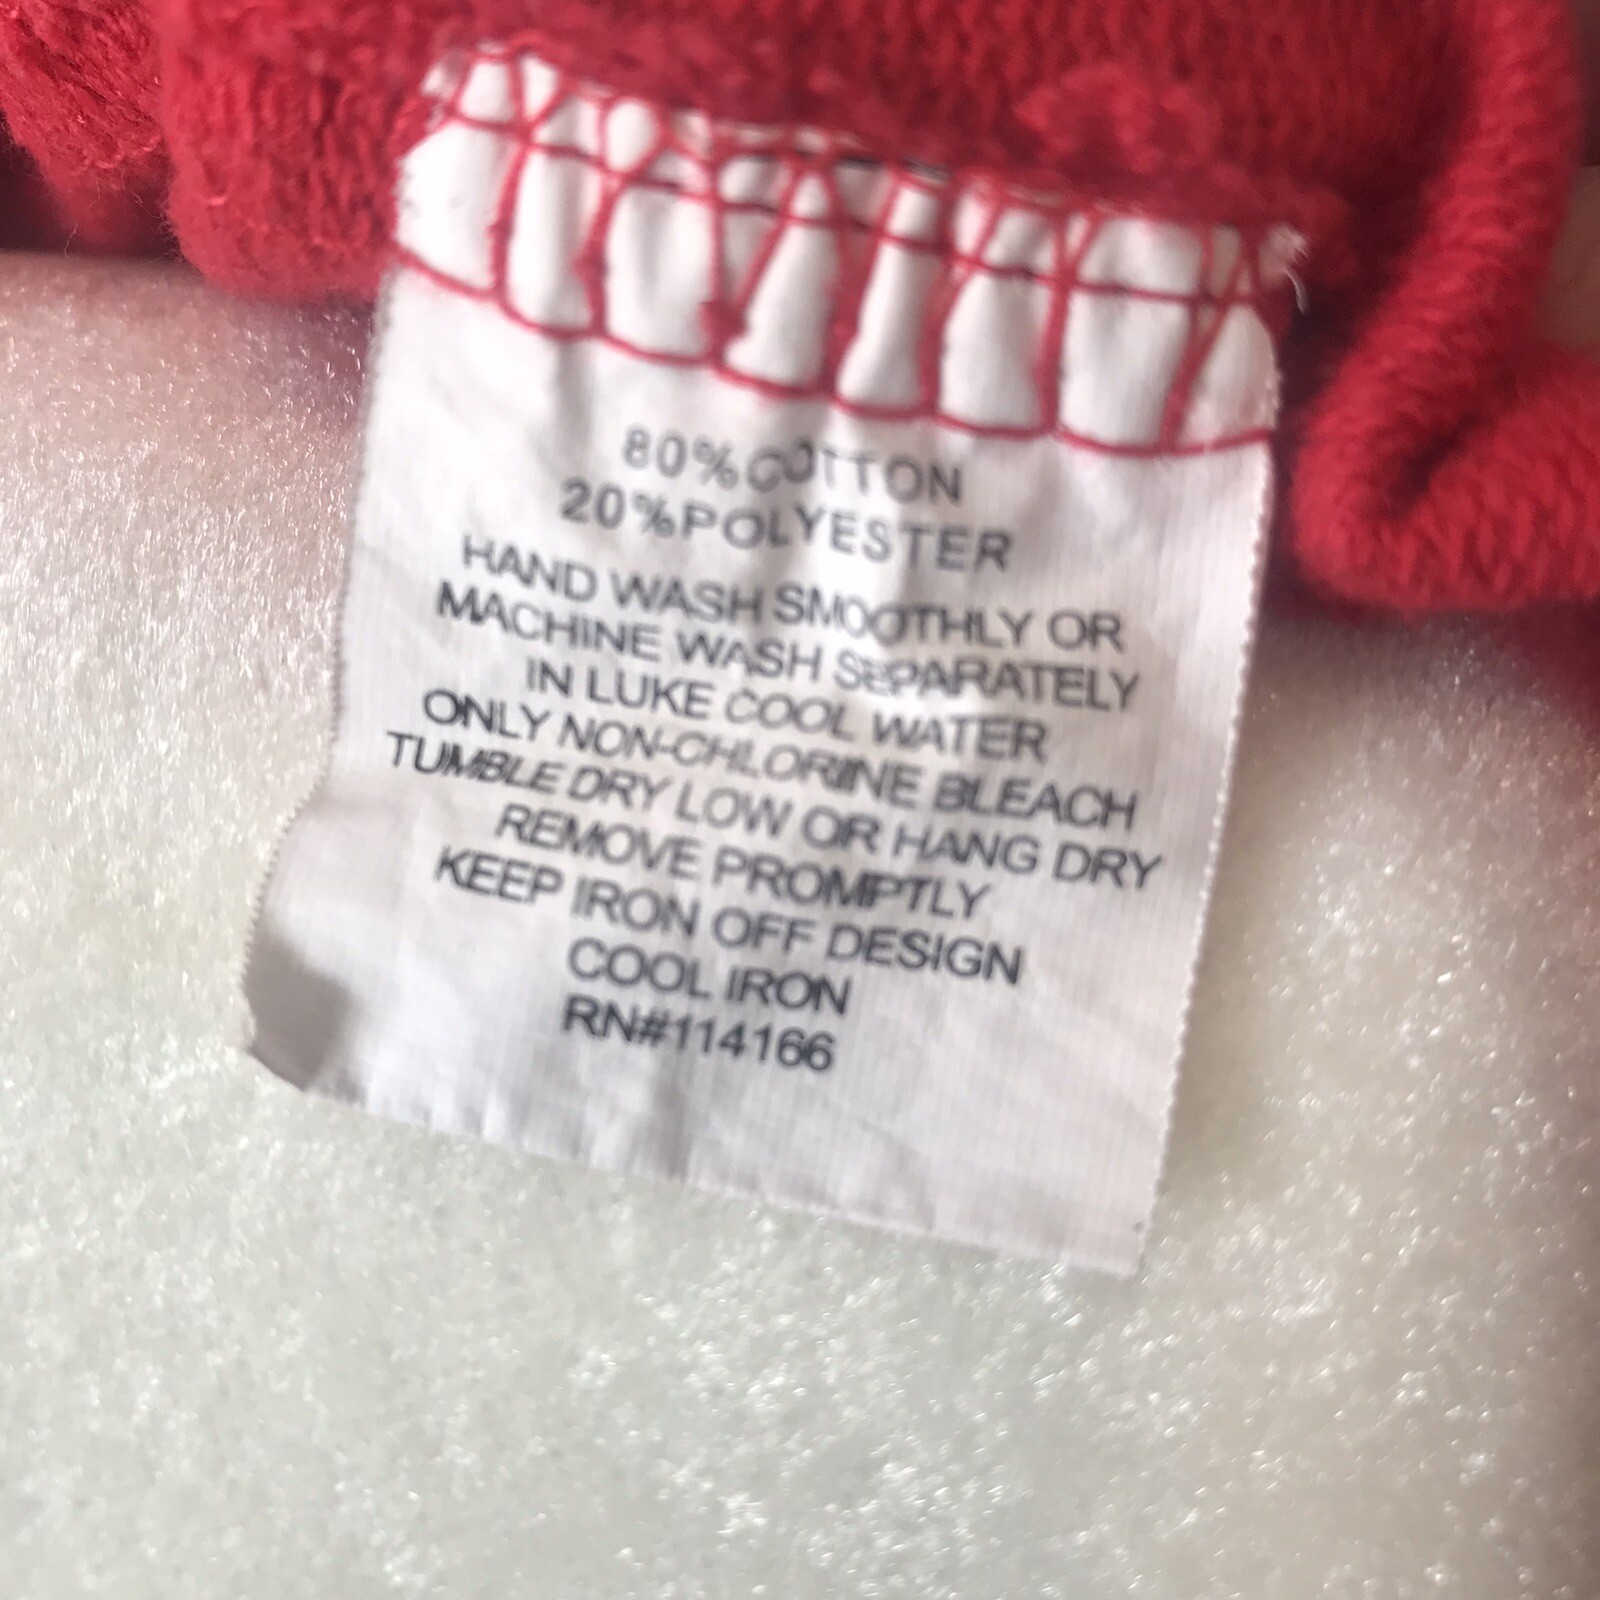 80%COTTON
20%POLYESTER
HAND WASH SMOOTHLY OR
MACHINE WASH SEPARATELY
IN LUKE COOL WATER
ONLY NON-CHLORINE BLEACH
TUMBLE DRY LOW OR HANG DRY
REMOVE PROMPTLY
KEEP IRON OFF DESIGN
COOL IRON
RN#114166